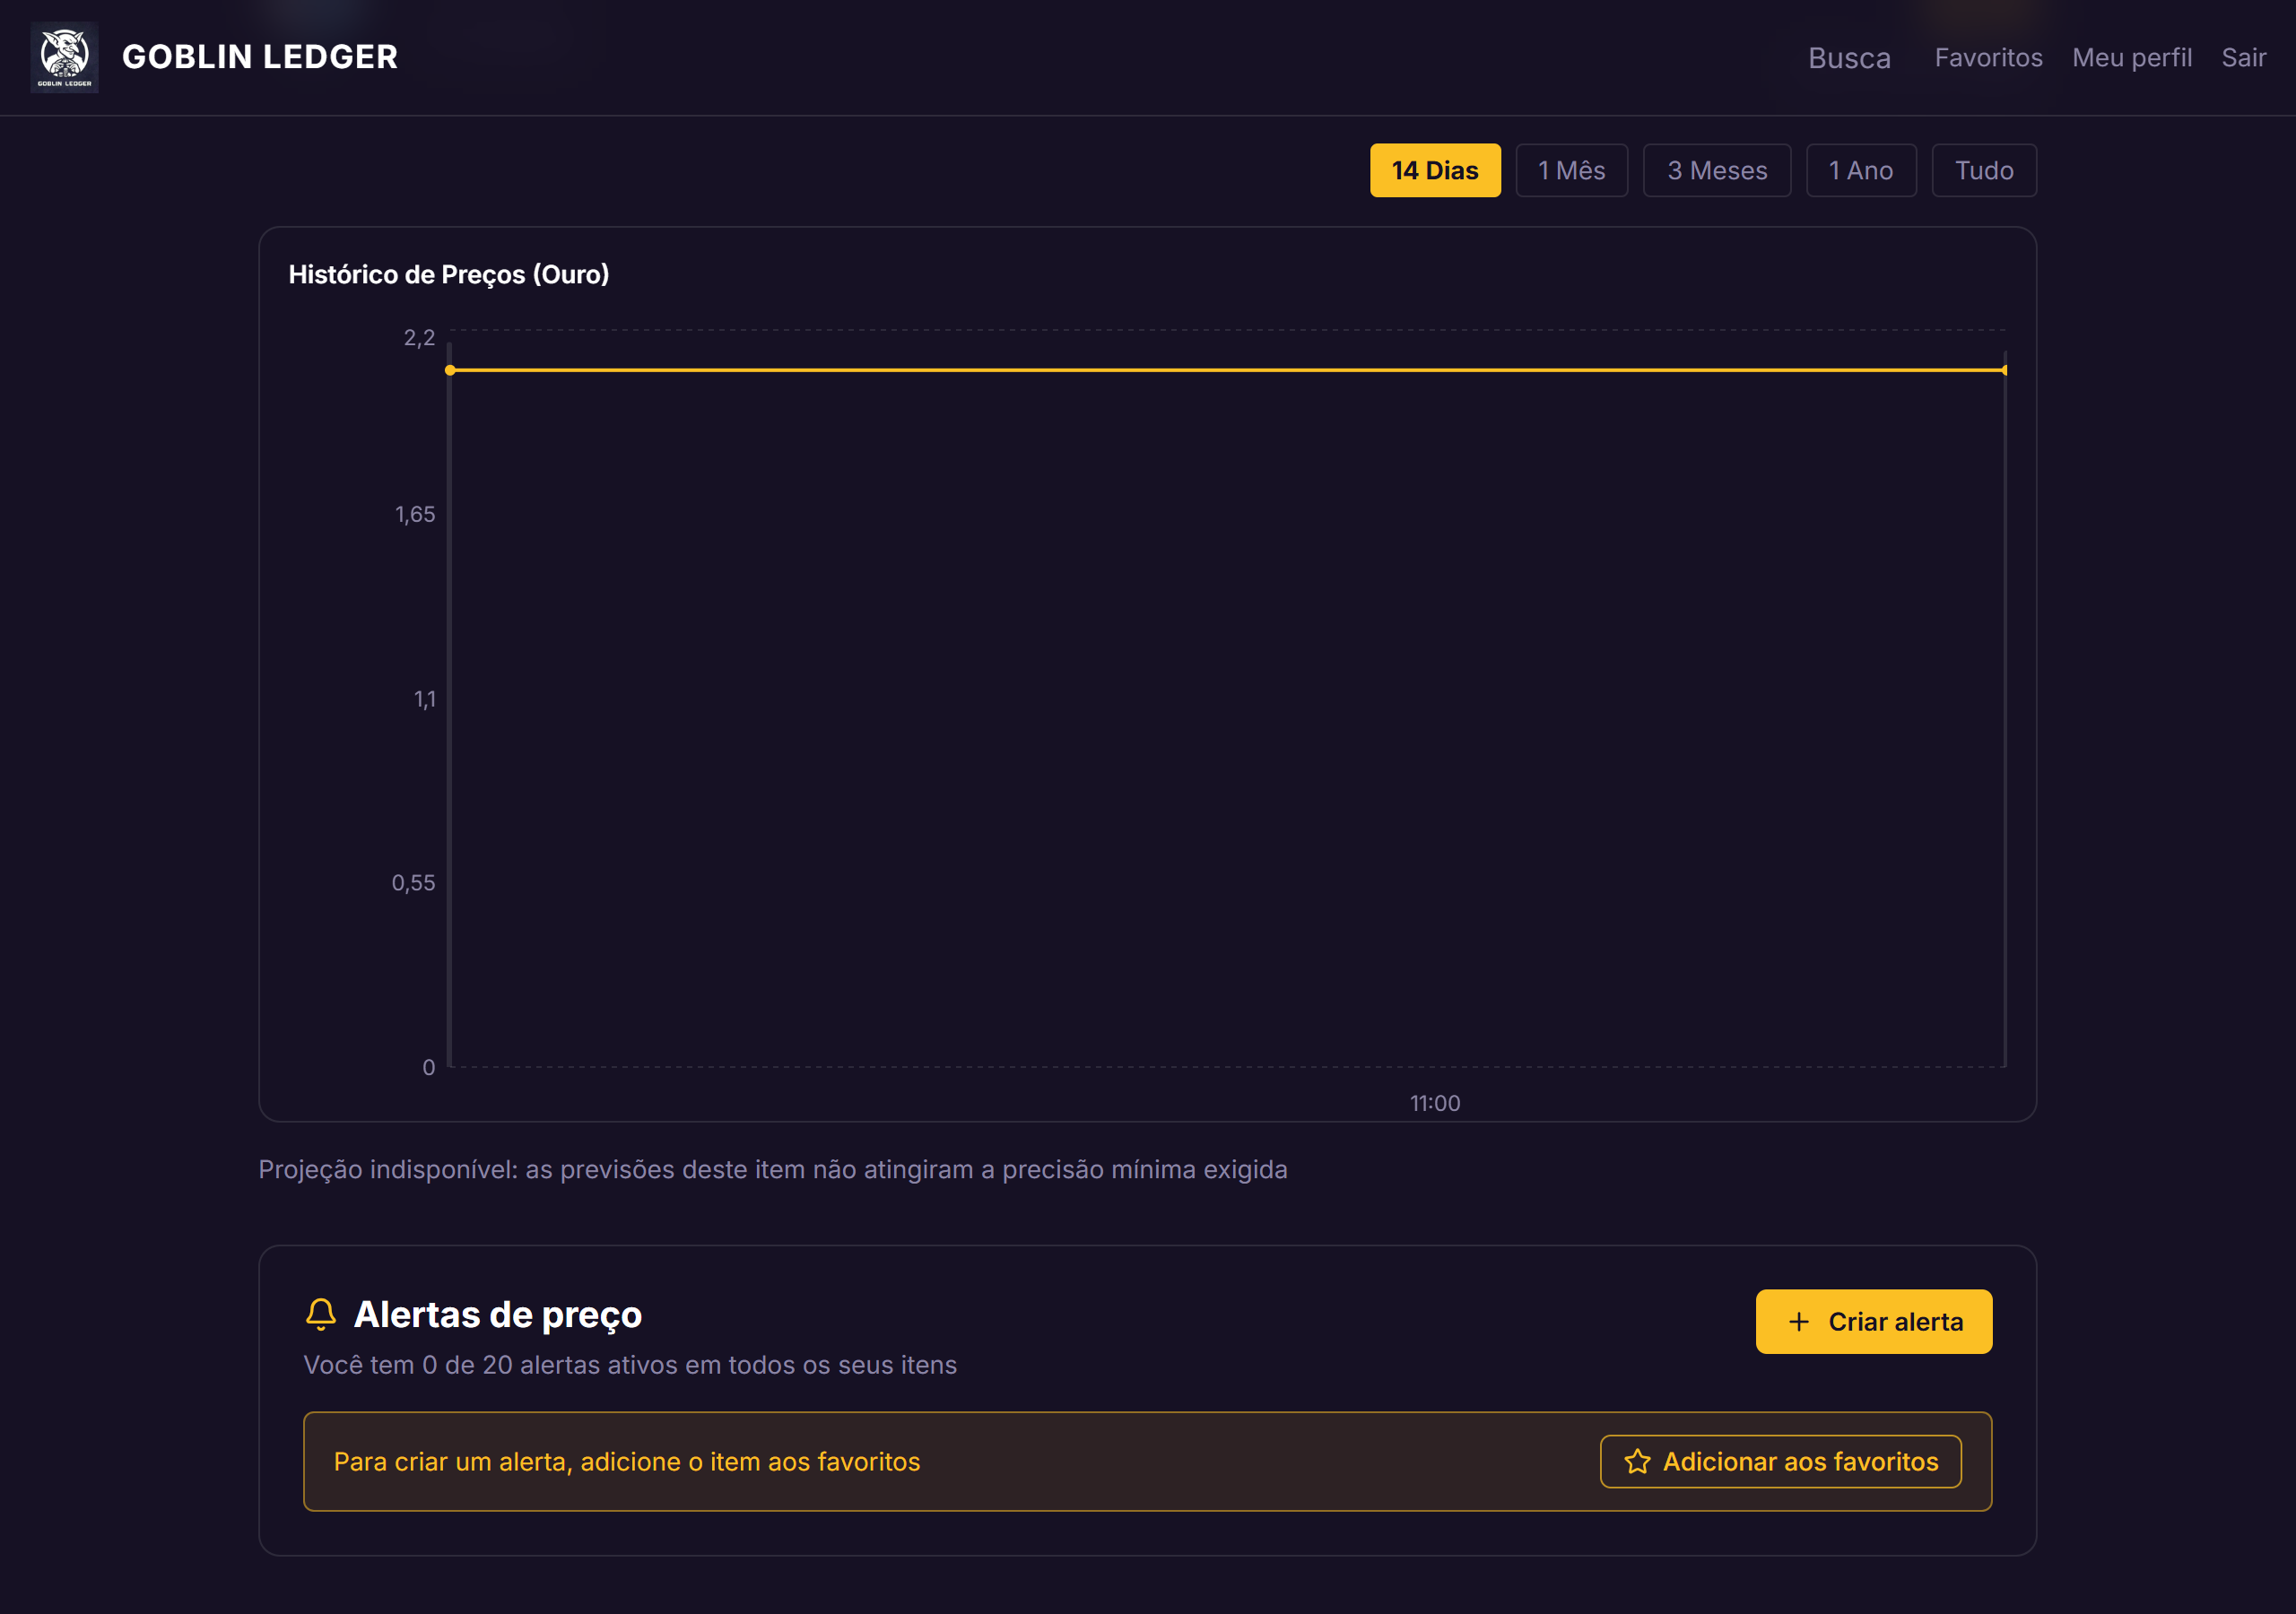 GOBLIN LEDGER
GOBLIN LEDGER
Busca
Favoritos
Meu perfil
Sair
14 Dias
1 Mês
3 Meses
1 Ano
Tudo
Histórico de Preços (Ouro)
2,2
1,65
1,1
0,55
0
11:00
Projeção indisponível: as previsões deste item não atingiram a precisão mínima exigida
Alertas de preço
Criar alerta
Você tem 0 de 20 alertas ativos em todos os seus itens
Para criar um alerta, adicione o item aos favoritos
Adicionar aos favoritos